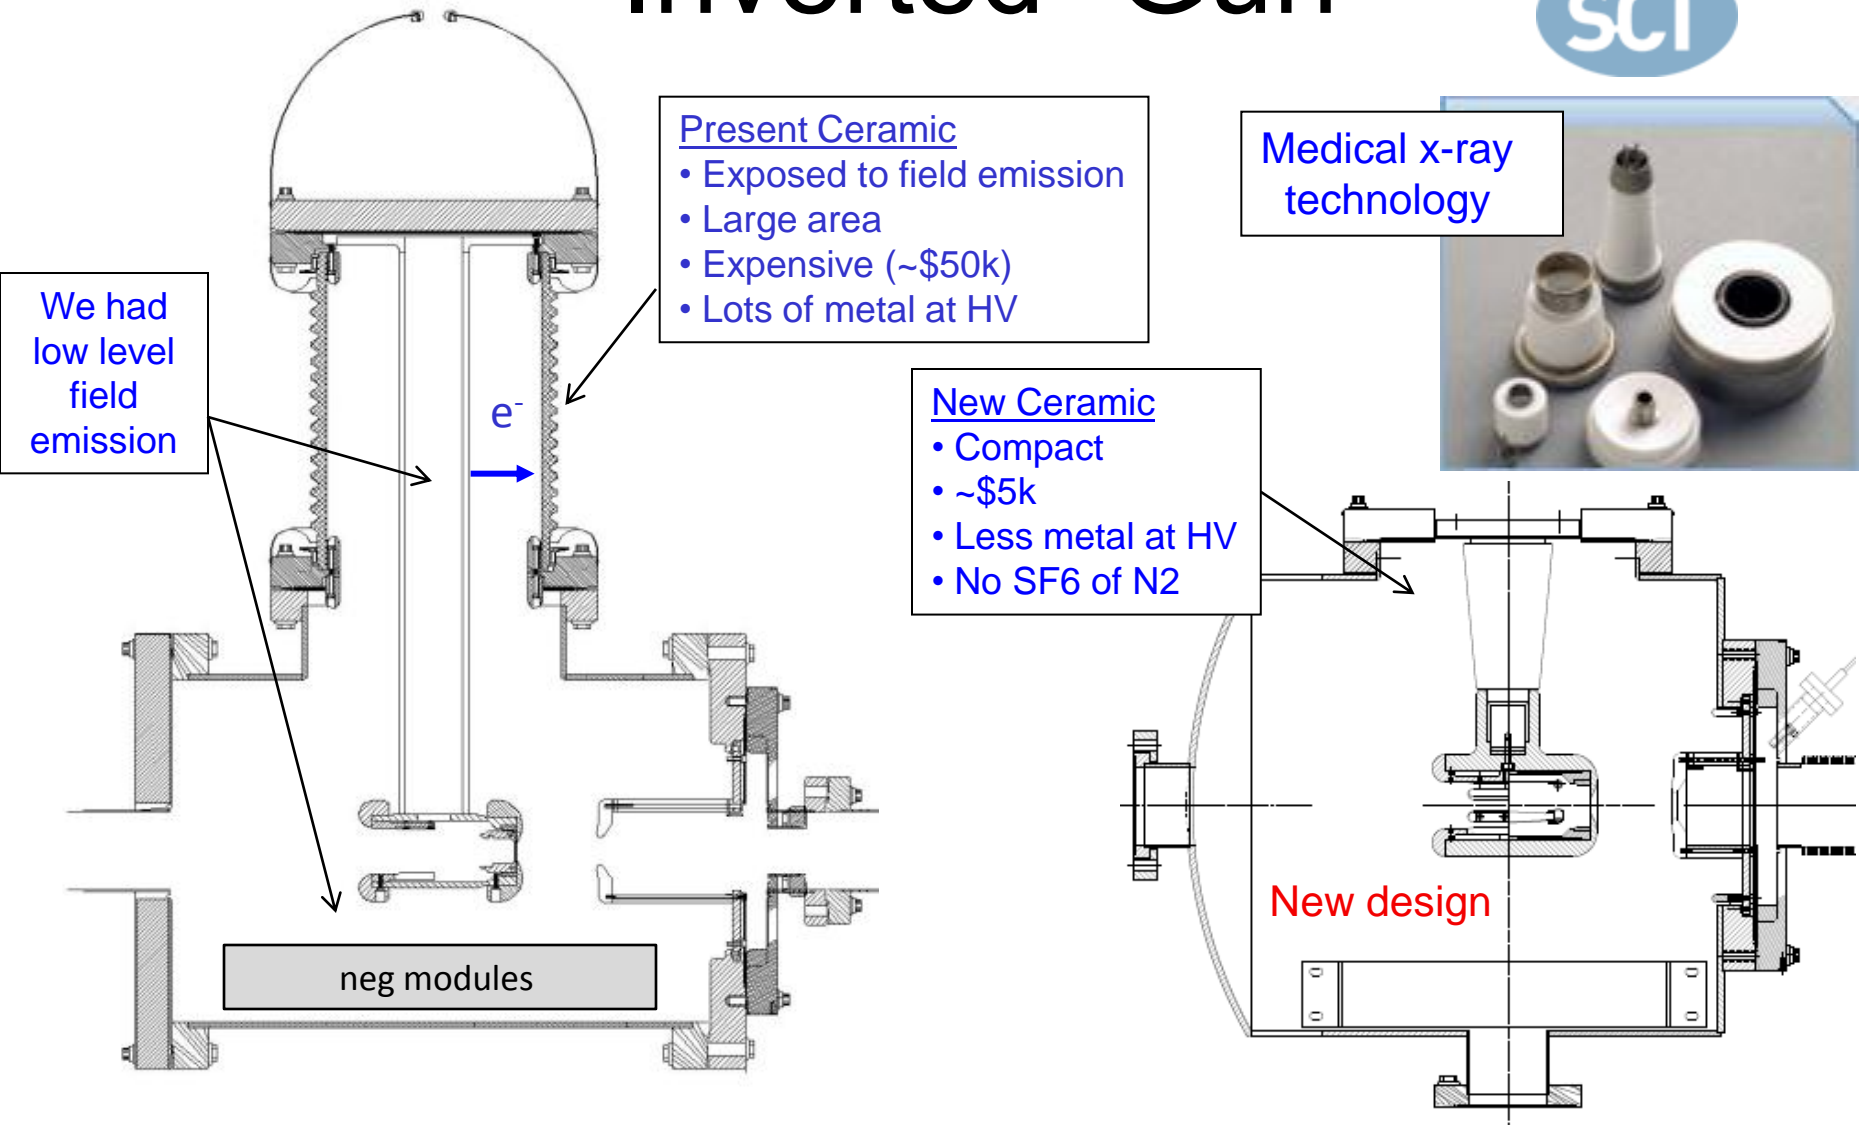 Inverted" Gun
SCI
Present Ceramic
• Exposed to field emission
• Large area
• Expensive (~$50k)
• Lots of metal at HV
Medical x-ray
technology
We had
low level
field
emission
e-
New Ceramic
• Compact
• ~$5k
• Less metal at HV
• No SF6 of N2
New design
neg modules